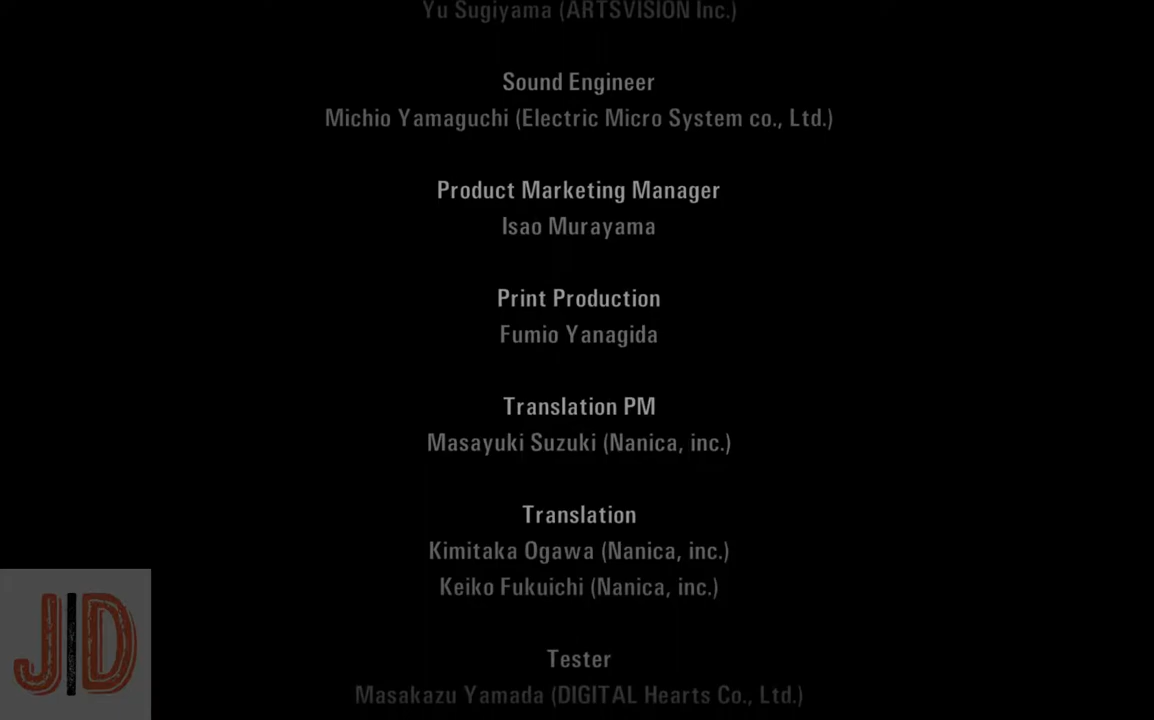 Yu Sugiyama (ARTSVISION Inc.)
Sound Engineer
Michio Yamaguchi (Electric Micro System co., Ltd.)
Product Marketing Manager
Isao Murayama
Print Production
Fumio Yanagida
Translation PM
Masayuki Suzuki (Nanica, inc.)
Translation
Kimitaka Ogawa (Nanica, inc.)
Keiko Fukuichi (Nanica, inc.)
Tester
Masakazu Yamada (DIGITAL Hearts Co., Ltd.)
J|D